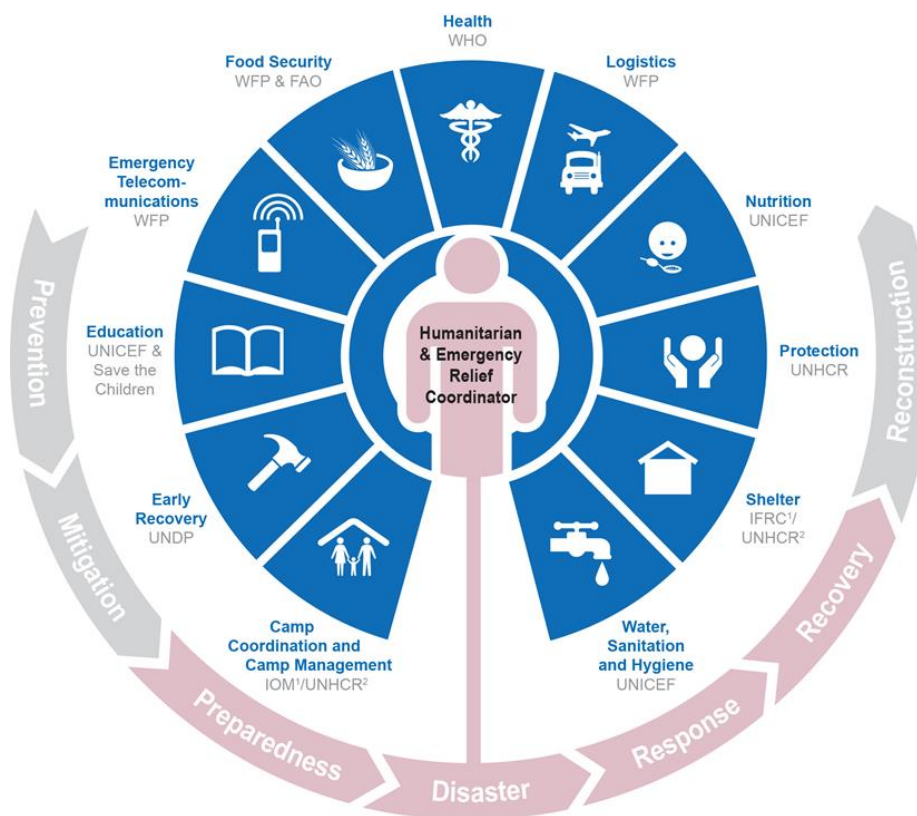 Health
WHO
Food Security
WFP & FAO
Logistics
WFP
Emergency
Telecom-
munications
WFP
Nutrition
UNICEF
Education
UNICEF &
Save the
Children
Humanitarian
& Emergency
Relief
Coordinator
Protection
UNHCR
Early
Recovery
UNDP
Shelter
IFRC¹/
UNHCR²
Camp
Coordination and
Camp Management
IOM¹/UNHCR²
Water,
Sanitation
and Hygiene
UNICEF
Prevention
Mitigation
Preparedness
Disaster
Response
Recovery
Reconstruction